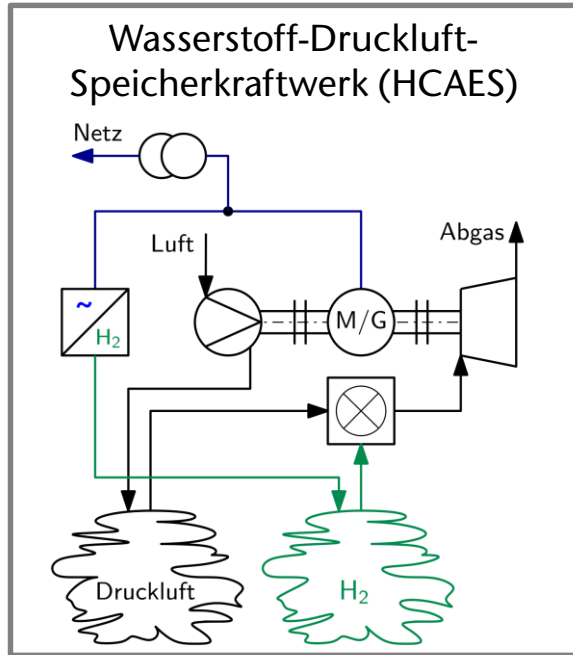 Wasserstoff-Druckluft-
Speicherkraftwerk (HCAES)
Netz
Luft
Abgas
~
H₂
M/G
Druckluft
H₂